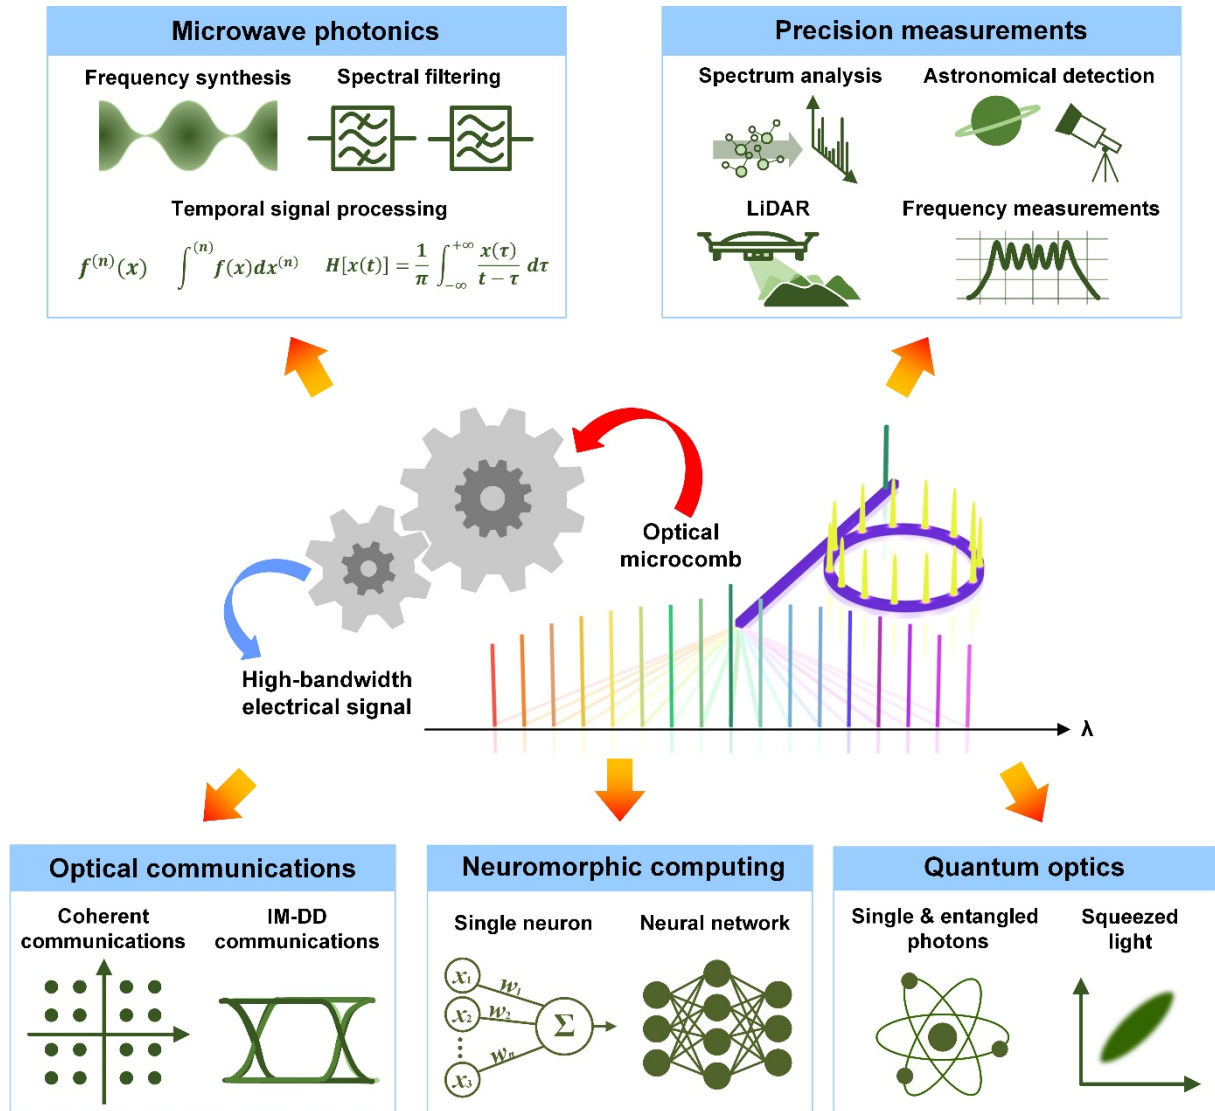 Microwave photonics
Frequency synthesis
Spectral filtering
Temporal signal processing
f⁽ⁿ⁾(x)  ∫⁽ⁿ⁾ f(x)dx⁽ⁿ⁾  H[x(t)] = 1/π ∫₋∞⁺∞ x(τ)/(t − τ) dτ
Precision measurements
Spectrum analysis
Astronomical detection
LiDAR
Frequency measurements
Optical
microcomb
High-bandwidth
electrical signal
λ
Optical communications
Coherent
communications
IM-DD
communications
Neuromorphic computing
Single neuron
x₁
w₁
x₂
w₂
Σ
wₙ
x₃
Neural network
Quantum optics
Single & entangled
photons
Squeezed
light